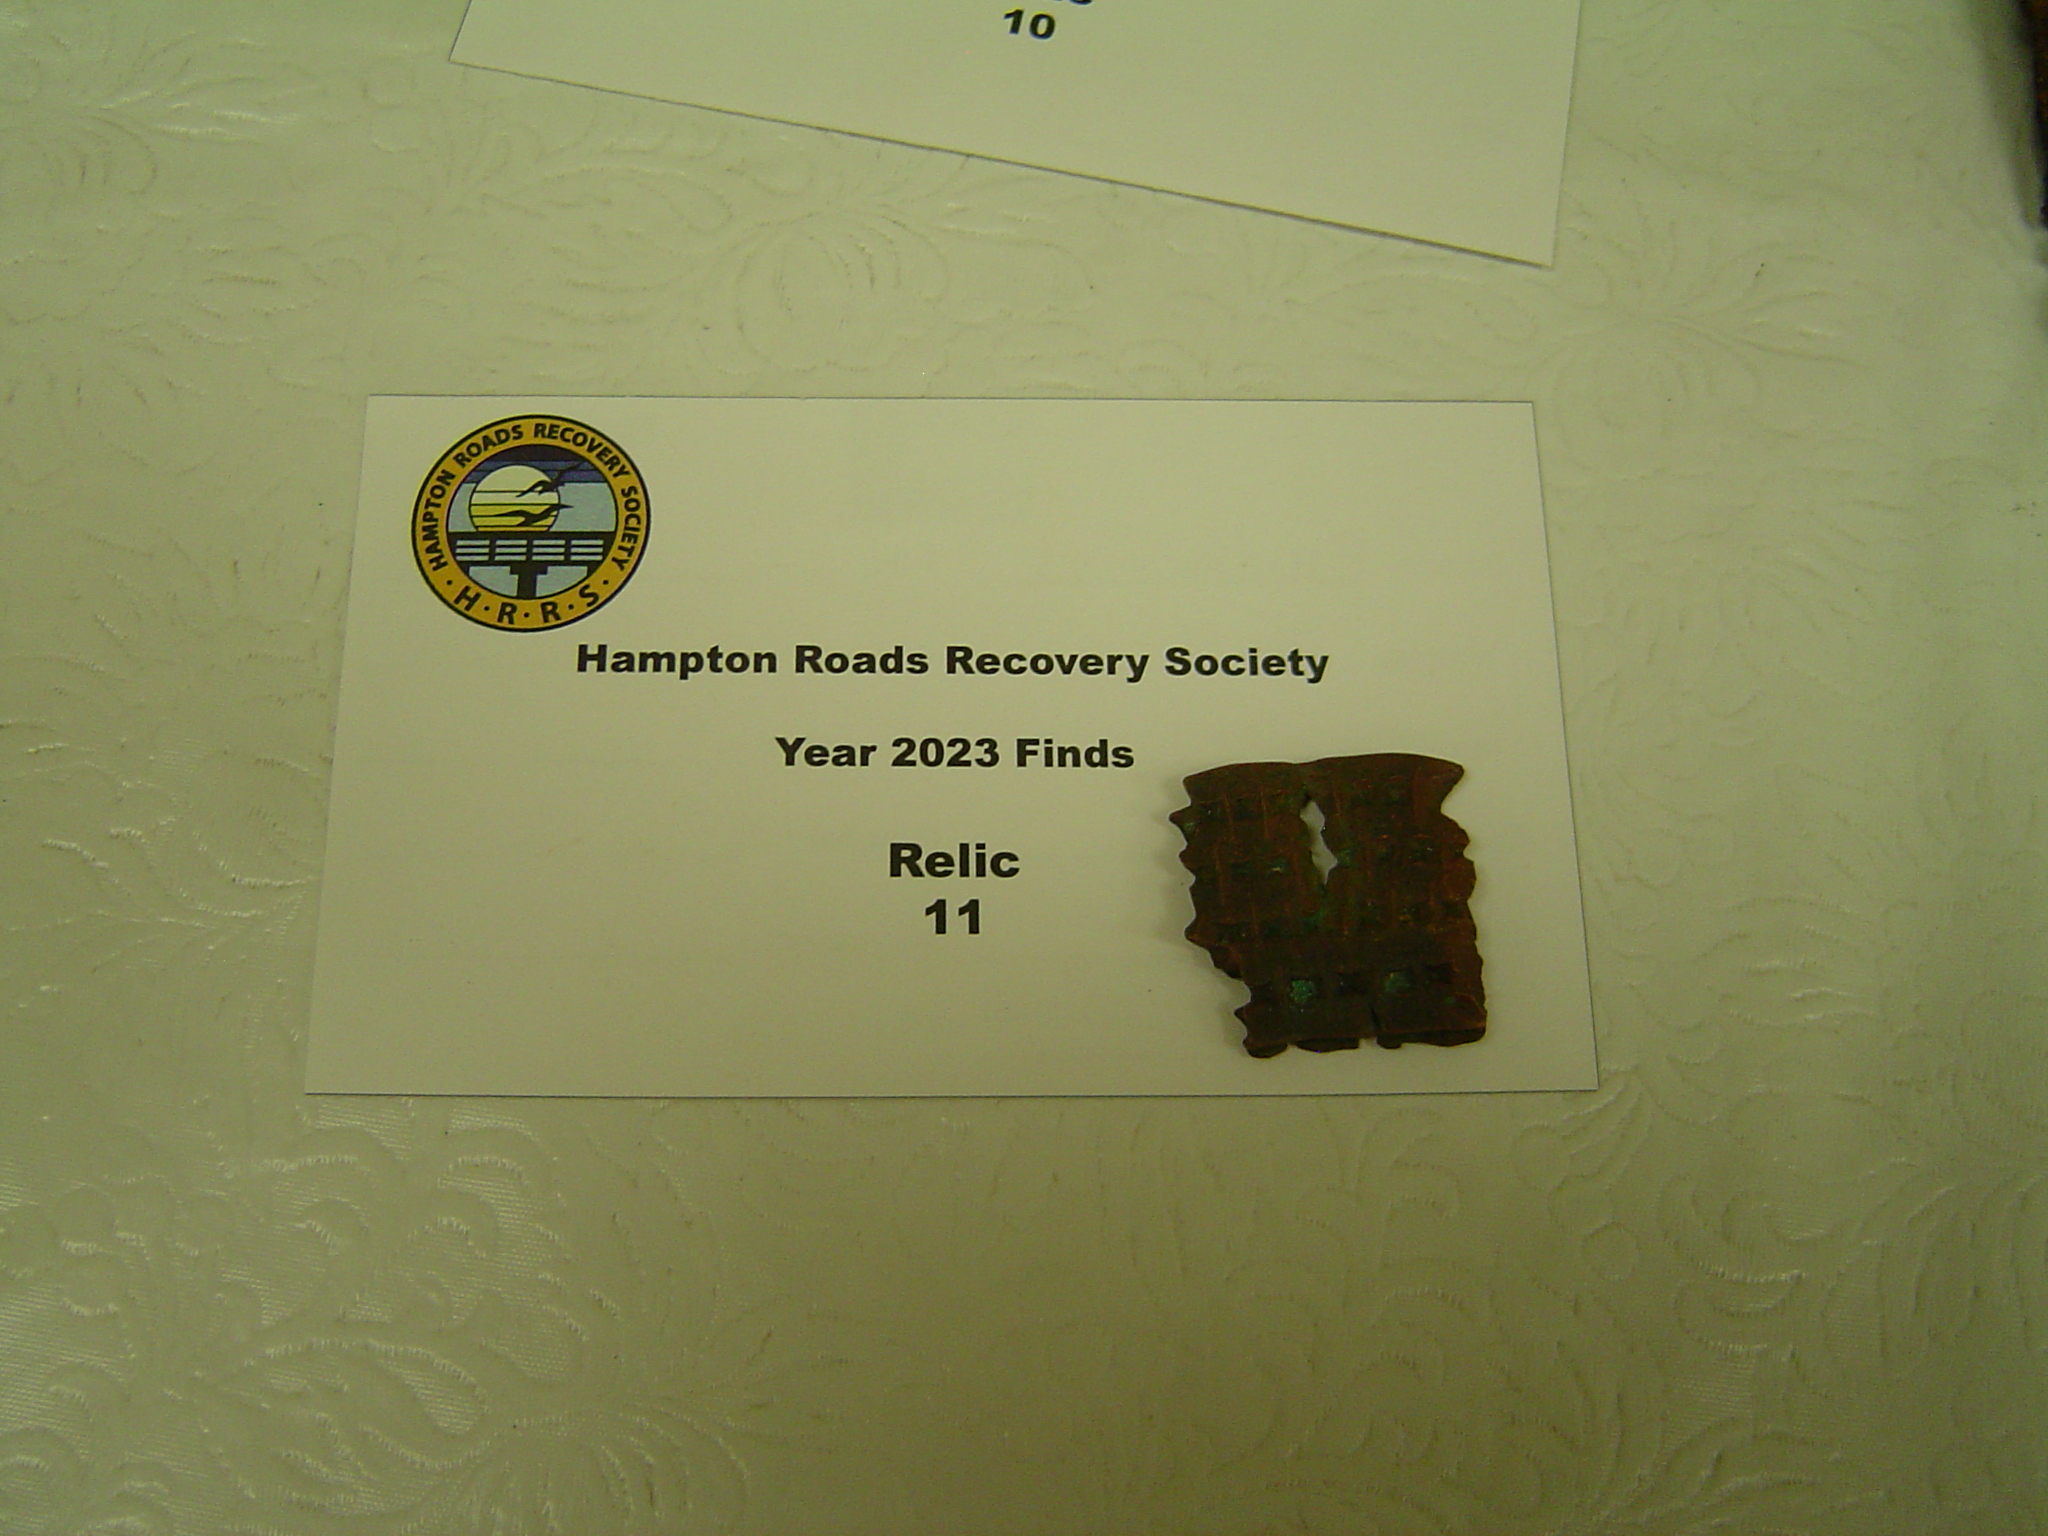 10
HAMPTON ROADS RECOVERY SOCIETY
· H · R · R · S ·
Hampton Roads Recovery Society
Year 2023 Finds
Relic
11